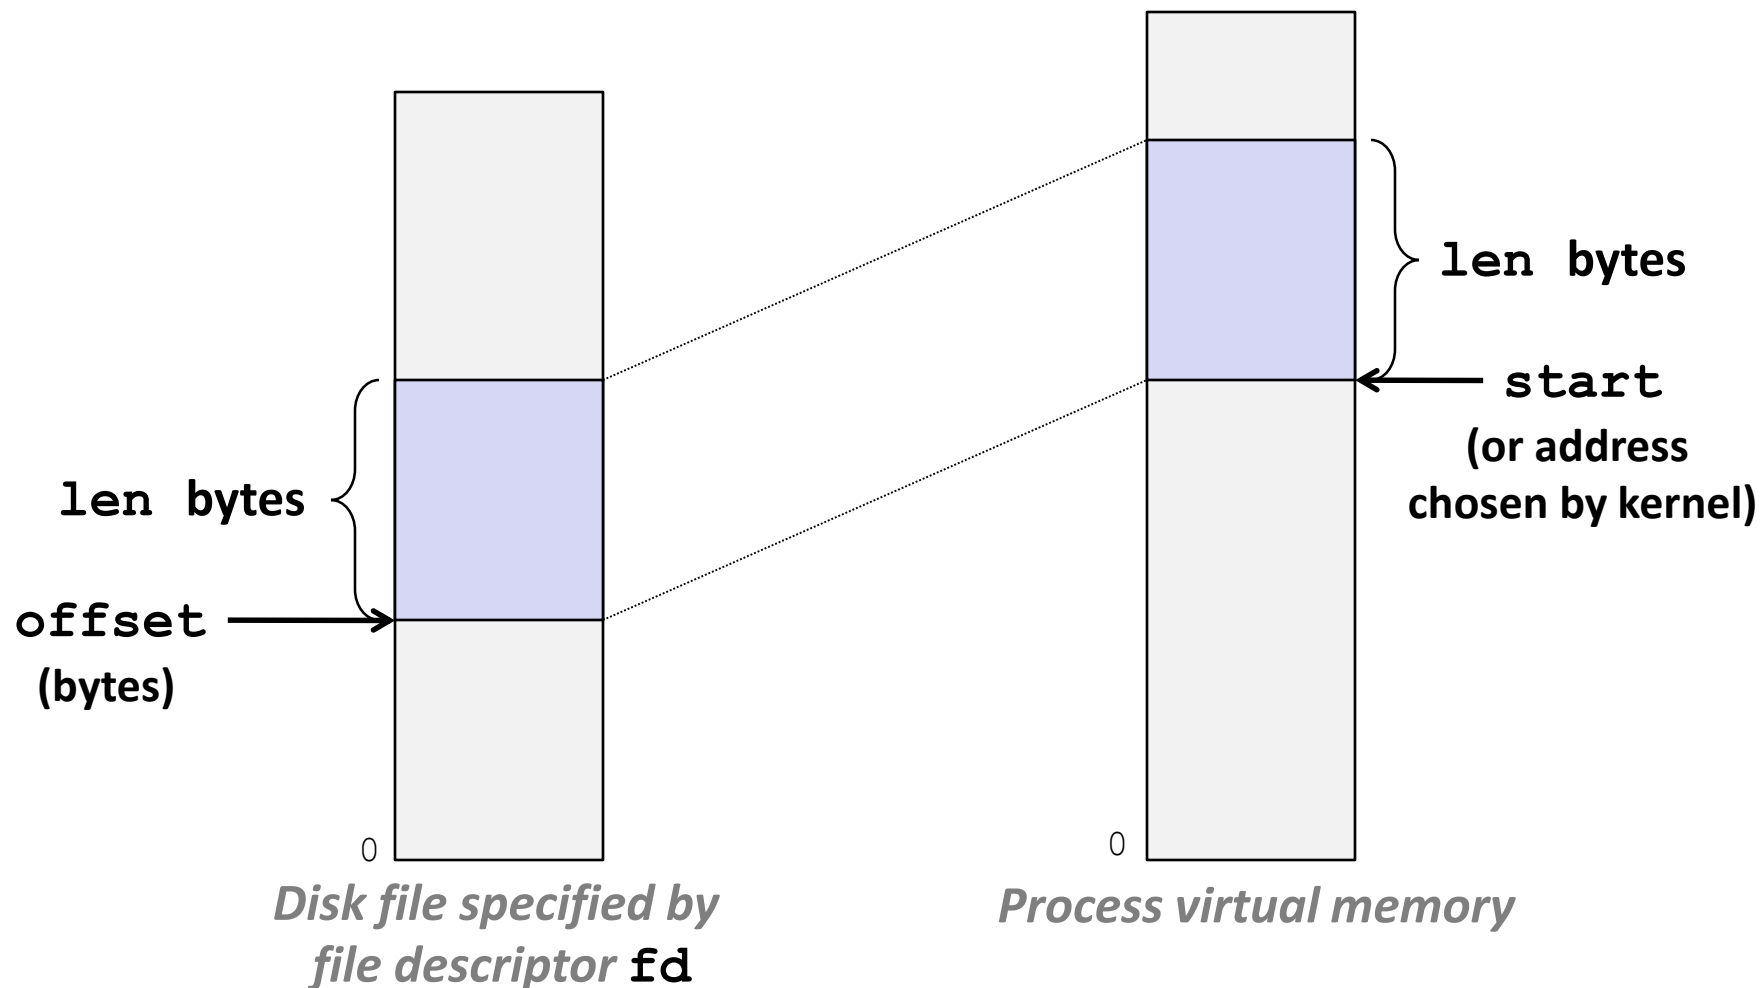 len bytes
start
(or address
chosen by kernel)
len bytes
offset
(bytes)
0
0
Disk file specified by
file descriptor fd
Process virtual memory